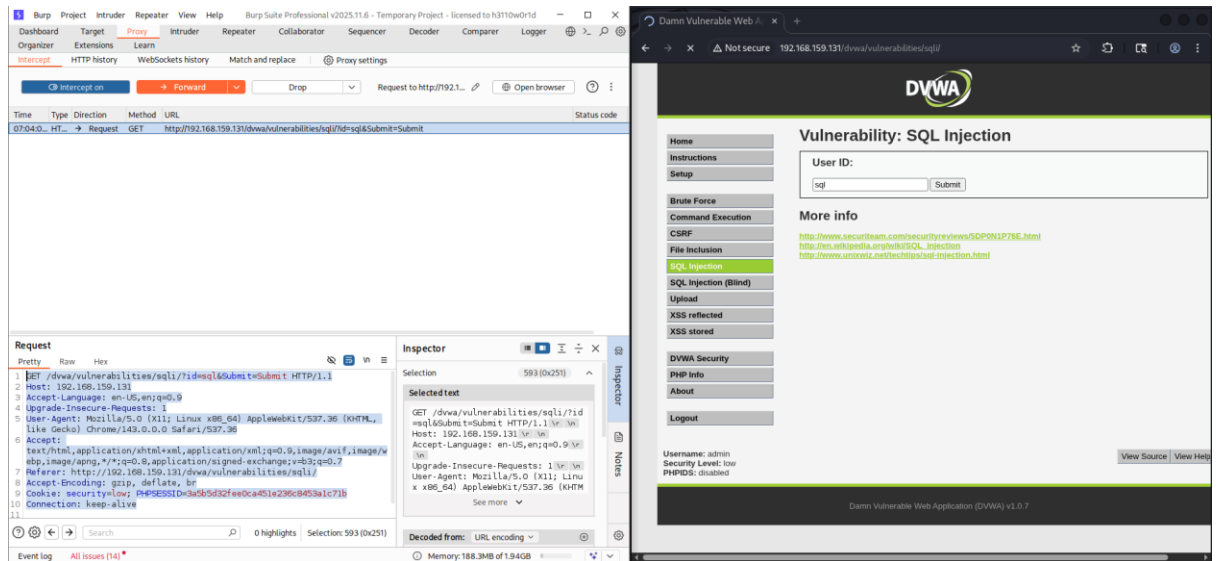 Burp Project Intruder Repeater View Help Burp Suite Professional v2025.11.6 - Temporary Project - licensed to h3110w0r1d
Dashboard Target Proxy Intruder Repeater Collaborator Sequencer Decoder Comparer Logger
Organizer Extensions Learn
Intercept HTTP history WebSockets history Match and replace Proxy settings
Intercept on Forward Drop Request to http://192.1... Open browser
Time Type Direction Method URL Status code
07:04:0... HT... → Request GET http://192.168.159.131/dvwa/vulnerabilities/sqli/?id=sql&Submit=Submit
Request
Pretty Raw Hex
1 GET /dvwa/vulnerabilities/sqli/?id=sql&Submit=Submit HTTP/1.1
2 Host: 192.168.159.131
3 Accept-Language: en-US,en;q=0.9
4 Upgrade-Insecure-Requests: 1
5 User-Agent: Mozilla/5.0 (X11; Linux x86_64) AppleWebKit/537.36 (KHTML,
like Gecko) Chrome/143.0.0.0 Safari/537.36
6 Accept:
text/html,application/xhtml+xml,application/xml;q=0.9,image/avif,image/w
ebp,image/apng,*/*;q=0.8,application/signed-exchange;v=b3;q=0.7
7 Referer: http://192.168.159.131/dvwa/vulnerabilities/sqli/
8 Accept-Encoding: gzip, deflate, br
9 Cookie: security=low; PHPSESSID=3a5b5d32fee0ca451e236c8453a1c71b
10 Connection: keep-alive
11
Search 0 highlights Selection: 593 (0x251)
Inspector
Selection 593 (0x251)
Selected text
GET /dvwa/vulnerabilities/sqli/?id
=sql&Submit=Submit HTTP/1.1 \r \n
Host: 192.168.159.131 \r \n
Accept-Language: en-US,en;q=0.9 \r
\n
Upgrade-Insecure-Requests: 1 \r \n
User-Agent: Mozilla/5.0 (X11; Linu
x x86_64) AppleWebKit/537.36 (KHTM
See more
Decoded from: URL encoding
Inspector
Notes
Event log All issues (14) Memory: 188.3MB of 1.94GB
Damn Vulnerable Web A
Not secure 192.168.159.131/dvwa/vulnerabilities/sqli/
DVWA
Home
Instructions
Setup
Brute Force
Command Execution
CSRF
File Inclusion
SQL Injection
SQL Injection (Blind)
Upload
XSS reflected
XSS stored
DVWA Security
PHP Info
About
Logout
Vulnerability: SQL Injection
User ID:
sql Submit
More info
http://www.securiteam.com/securityreviews/5DP0N1P76E.html
http://en.wikipedia.org/wiki/SQL_injection
http://www.unixwiz.net/techtips/sql-injection.html
Username: admin
Security Level: low
PHPIDS: disabled
View Source View Help
Damn Vulnerable Web Application (DVWA) v1.0.7